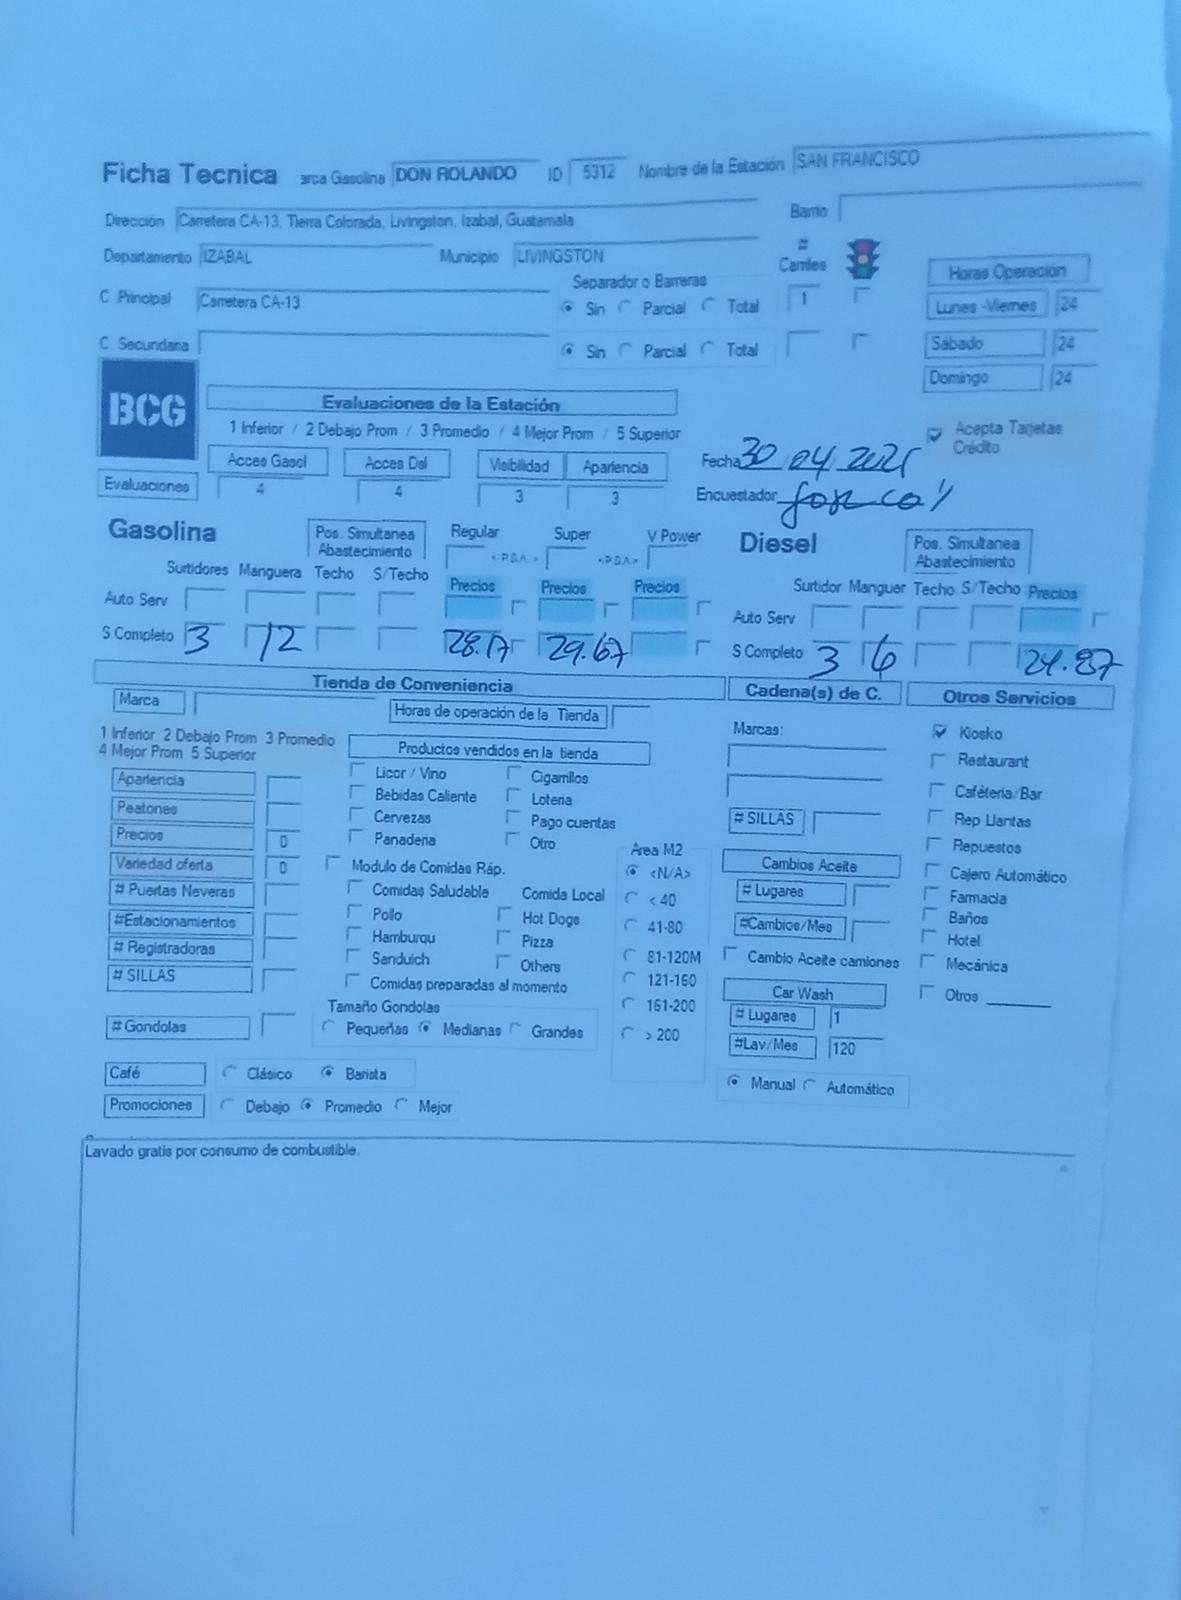 Ficha Tecnica arca Gasolina DON ROLANDO ID 5312 Nombre de la Estación SAN FRANCISCO
Dirección Carretera CA-13, Tierra Colorada, Livingston, Izabal, Guatemala Barrio
Departamento IZABAL Municipio LIVINGSTON # Carriles
C Principal Carretera CA-13 Separador o Barreras Sin Parcial Total 1
C Secundaria Sin Parcial Total
Horas Operación
Lunes -Viernes 24
Sábado 24
Domingo 24
BCG
Evaluaciones de la Estación
1 Inferior / 2 Debajo Prom / 3 Promedio / 4 Mejor Prom / 5 Superior
Acepta Tarjetas Crédito
Acces Gasol Acces Dsl Visibilidad Apariencia
Evaluaciones 4 4 3 3
Fecha 30/04/2025
Encuestador
Gasolina Pos. Simultanea Abastecimiento Regular Super V Power
<P.S.A.> <P.S.A>
Surtidores Manguera Techo S/Techo Precios Precios Precios
Auto Serv
S Completo 3 12 28.17 29.67
Diesel Pos. Simultanea Abastecimiento
Surtidor Manguer Techo S/Techo Precios
Auto Serv
S Completo 3 6 24.87
Tienda de Conveniencia
Marca Horas de operación de la Tienda
1 Inferior 2 Debajo Prom 3 Promedio
4 Mejor Prom 5 Superior
Apariencia
Peatones
Precios 0
Variedad oferta 0
# Puertas Neveras
#Estacionamientos
# Registradoras
# SILLAS
# Gondolas
Productos vendidos en la tienda
Licor / Vino Cigarrillos
Bebidas Caliente Loteria
Cervezas Pago cuentas
Panaderia Otro
Modulo de Comidas Ráp.
Comidas Saludable Comida Local
Pollo Hot Dogs
Hamburqu Pizza
Sanduich Others
Comidas preparadas al momento
Tamaño Gondolas
Pequeñas Medianas Grandes
Area M2
<N/A>
< 40
41-80
81-120M
121-160
161-200
> 200
Café Clásico Barista
Promociones Debajo Promedio Mejor
Cadena(s) de C.
Marcas:
# SILLAS
Cambios Aceite
# Lugares
#Cambios/Mes
Cambio Aceite camiones
Car Wash
# Lugares 1
#Lav/Mes 120
Manual Automático
Otros Servicios
Kiosko
Restaurant
Caféteria/Bar
Rep Llantas
Repuestos
Cajero Automático
Farmacia
Baños
Hotel
Mecánica
Otros
Lavado gratis por consumo de combustible.